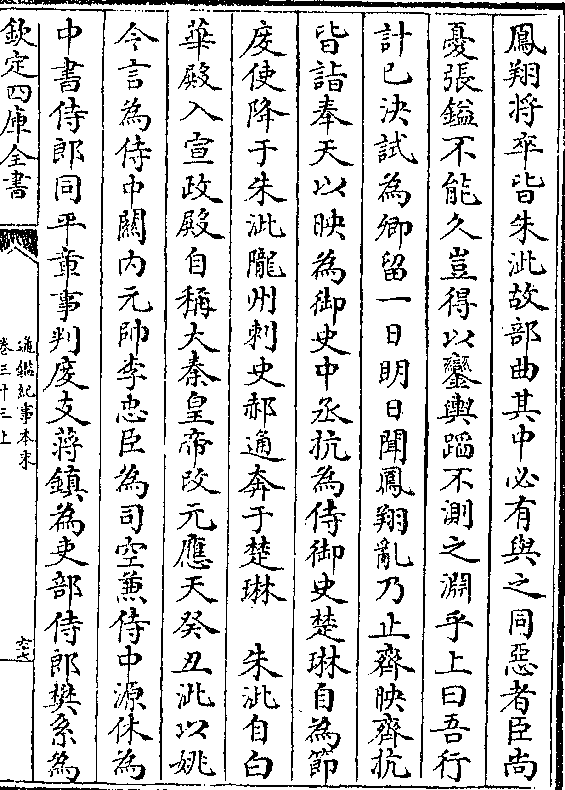 鳳翔將卒皆朱泚故部曲其中必有與之同惡者臣尚
憂張鎰不能久豈得以鑾輿蹈不測之淵乎上曰吾行
計已決試為卿留一日明日聞鳳翔亂乃止齊映齊抗
皆詣奉天以映為御史中丞抗為侍御史楚琳自為節
度使降于朱泚隴州刺史郝通奔于楚琳 朱泚自白
華殿入宣政殿自稱大秦皇帝改元應天癸丑泚以姚
令言為侍中關内元帥李忠臣為司空兼侍中源休為
中書侍郎同平章事判度支蔣鎮為吏部侍郎樊系為
欽定四庫全書
通鑑紀事本末
卷三十三上
六十